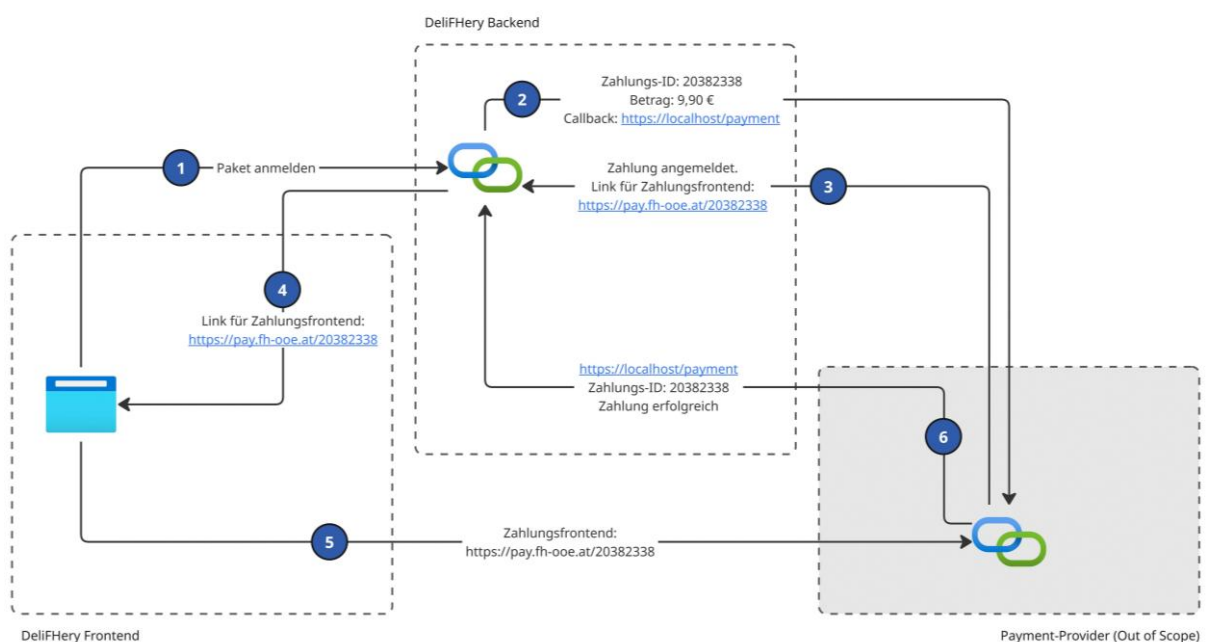 DeliFHery Backend
2
Zahlungs-ID: 20382338
Betrag: 9,90 €
Callback: https://localhost/payment
1
Paket anmelden
Zahlung angemeldet.
Link für Zahlungsfrontend:
https://pay.fh-ooe.at/20382338
3
4
Link für Zahlungsfrontend:
https://pay.fh-ooe.at/20382338
https://localhost/payment
Zahlungs-ID: 20382338
Zahlung erfolgreich
6
5
Zahlungsfrontend:
https://pay.fh-ooe.at/20382338
DeliFHery Frontend
Payment-Provider (Out of Scope)